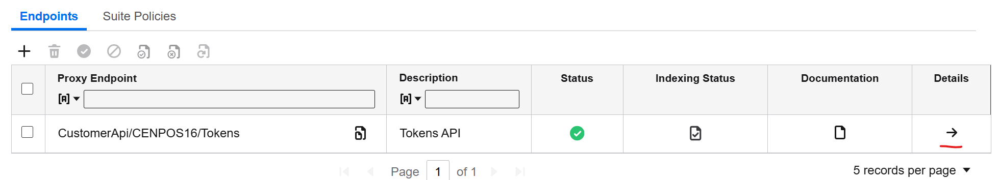 Endpoints Suite Policies
Proxy Endpoint Description Status Indexing Status Documentation Details
[A] [A]
CustomerApi/CENPOS16/Tokens Tokens API
Page 1 of 1 5 records per page